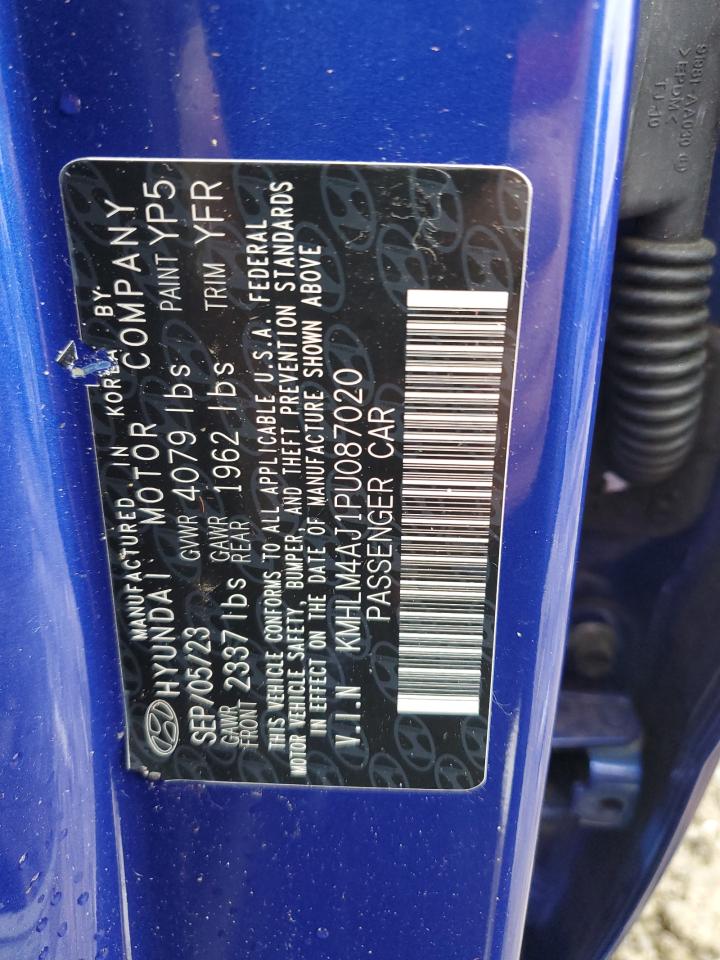 MANUFACTURED IN KOREA BY.
HYUNDAI MOTOR COMPANY
SEP/05/23 GVWR 4079 lbs PAINT YP5
GAWR FRONT 2337 lbs GAWR REAR 1962 lbs TRIM YFR
THIS VEHICLE CONFORMS TO ALL APPLICABLE U.S.A. FEDERAL
MOTOR VEHICLE SAFETY, BUMPER, AND THEFT PREVENTION STANDARDS
IN EFFECT ON THE DATE OF MANUFACTURE SHOWN ABOVE
V.I.N KMHLM4AJ1PU087020
PASSENGER CAR
>EPDM<